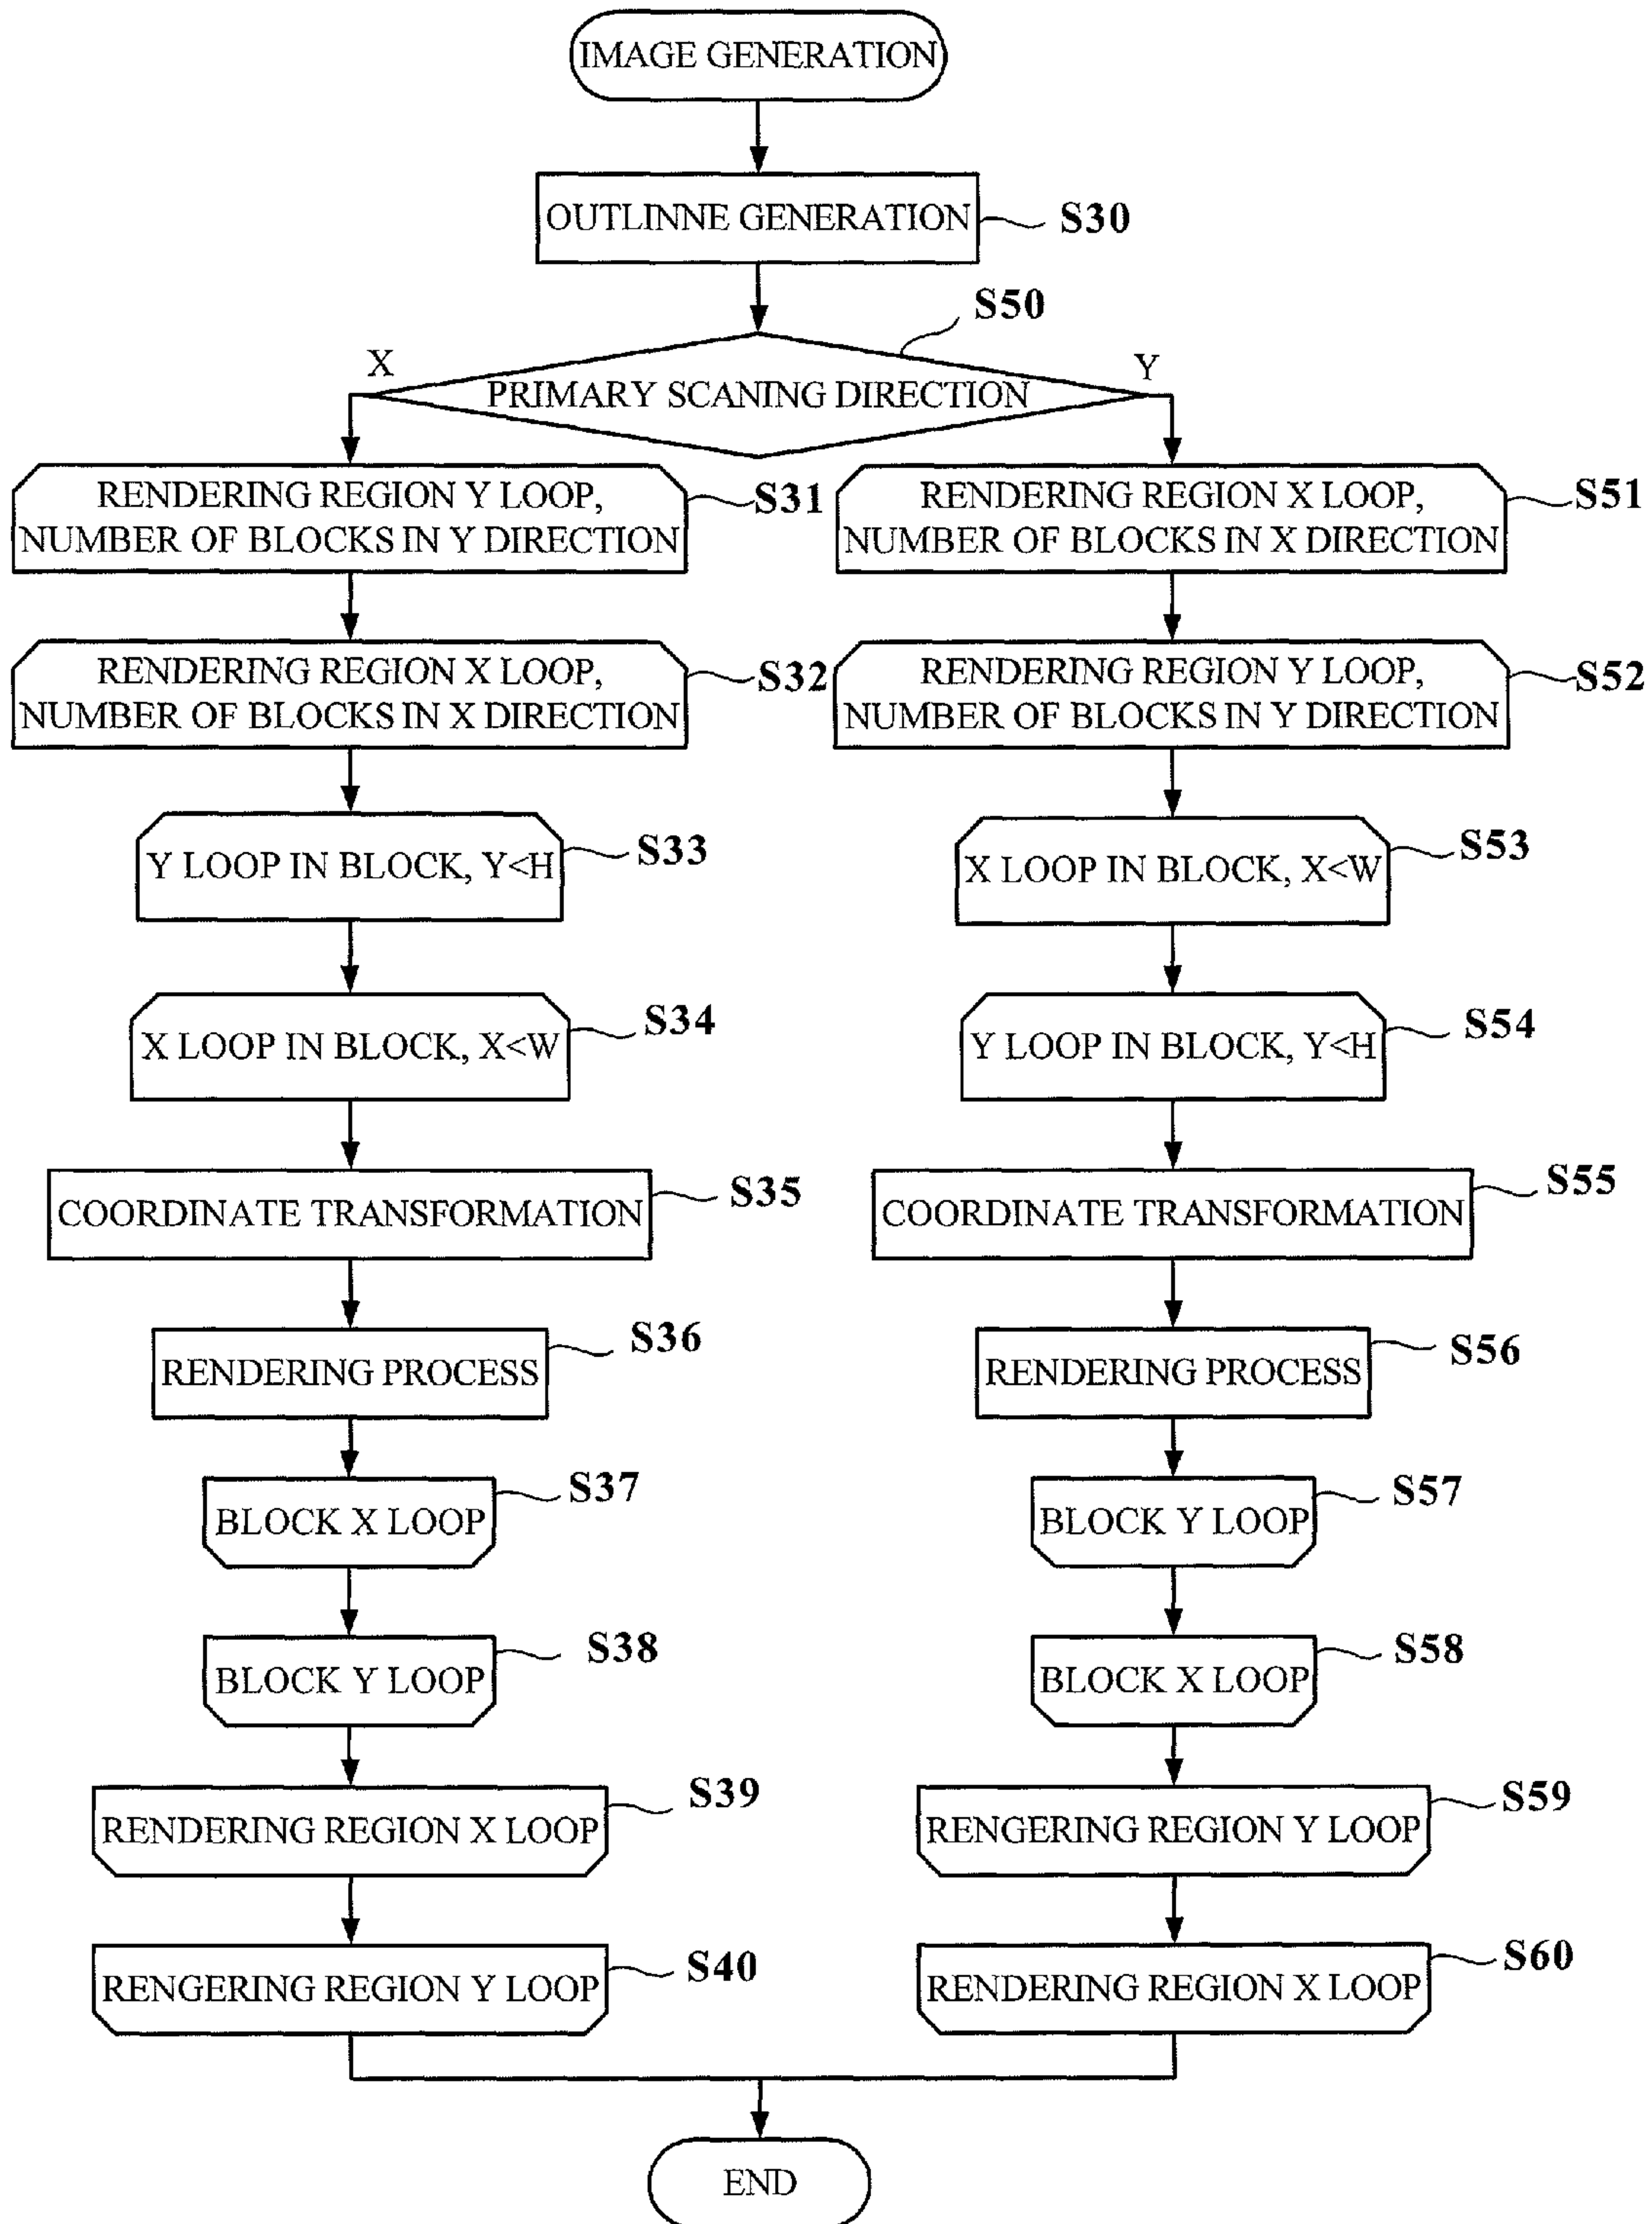 IMAGE GENERATION
OUTLINNE GENERATION
S30
S50
X
Y
PRIMARY SCANING DIRECTION
RENDERING REGION Y LOOP,
NUMBER OF BLOCKS IN Y DIRECTION
S31
RENDERING REGION X LOOP,
NUMBER OF BLOCKS IN X DIRECTION
S32
Y LOOP IN BLOCK, Y<H
S33
X LOOP IN BLOCK, X<W
S34
COORDINATE TRANSFORMATION
S35
RENDERING PROCESS
S36
BLOCK X LOOP
S37
BLOCK Y LOOP
S38
RENDERING REGION X LOOP
S39
RENGERING REGION Y LOOP
S40
RENDERING REGION X LOOP,
NUMBER OF BLOCKS IN X DIRECTION
S51
RENDERING REGION Y LOOP,
NUMBER OF BLOCKS IN Y DIRECTION
S52
X LOOP IN BLOCK, X<W
S53
Y LOOP IN BLOCK, Y<H
S54
COORDINATE TRANSFORMATION
S55
RENDERING PROCESS
S56
BLOCK Y LOOP
S57
BLOCK X LOOP
S58
RENGERING REGION Y LOOP
S59
RENDERING REGION X LOOP
S60
END